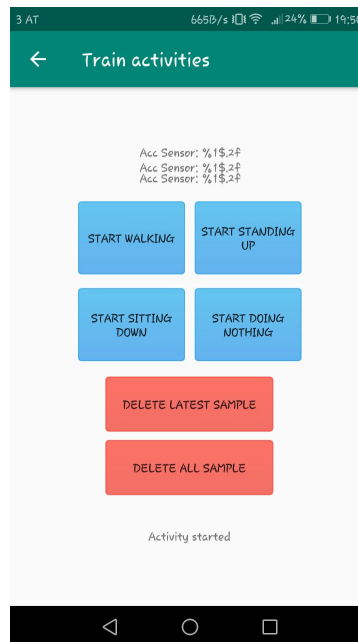 3 AT 665B/s 24% 19:50
Train activities
Acc Sensor: %1$.2f
Acc Sensor: %1$.2f
Acc Sensor: %1$.2f
START WALKING
START STANDING
UP
START SITTING
DOWN
START DOING
NOTHING
DELETE LATEST SAMPLE
DELETE ALL SAMPLE
Activity started